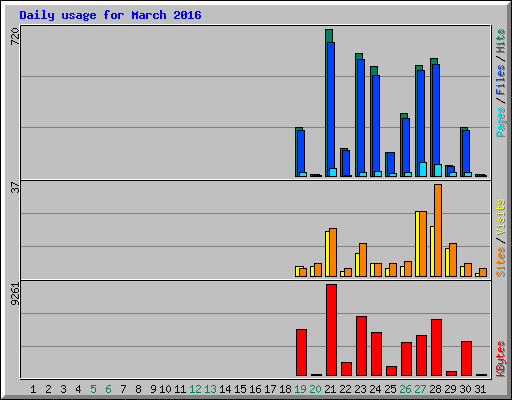 Daily usage for March 2016
720
Pages / Files / Hits
37
Sites / Visits
9261
KBytes
1 2 3 4 5 6 7 8 9 10 11 12 13 14 15 16 17 18 19 20 21 22 23 24 25 26 27 28 29 30 31